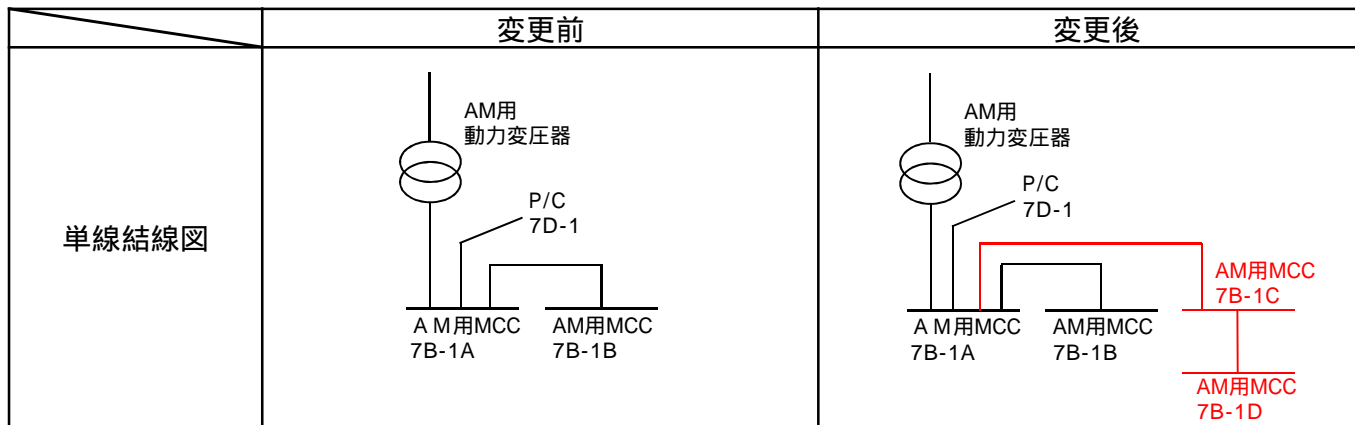 変更前
変更後
単線結線図
AM用
動力変圧器
P/C
7D-1
AM用MCC
7B-1A
AM用MCC
7B-1B
AM用
動力変圧器
P/C
7D-1
AM用MCC
7B-1A
AM用MCC
7B-1B
AM用MCC
7B-1C
AM用MCC
7B-1D